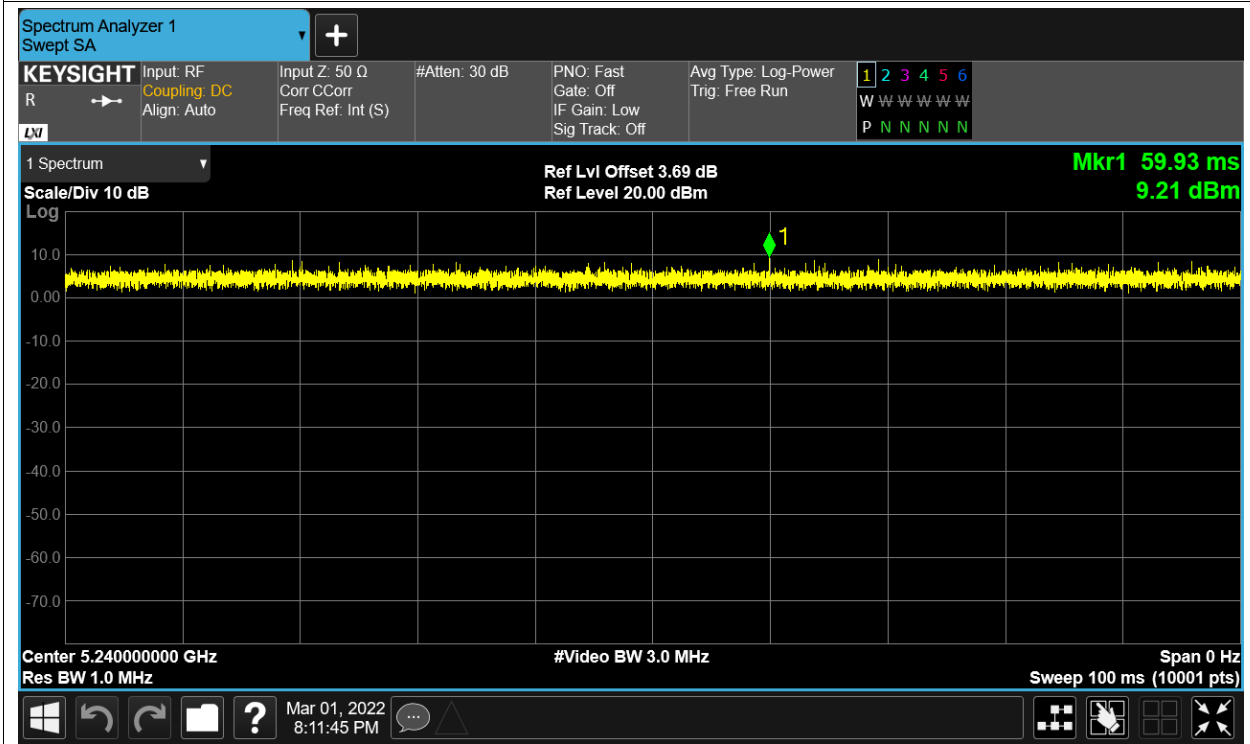 Spectrum Analyzer 1
Swept SA
KEYSIGHT
R
LXI
Input: RF
Coupling: DC
Align: Auto
Input Z: 50 Ω
Corr CCorr
Freq Ref: Int (S)
#Atten: 30 dB
PNO: Fast
Gate: Off
IF Gain: Low
Sig Track: Off
Avg Type: Log-Power
Trig: Free Run
1 2 3 4 5 6
W W W W W W
P N N N N N
1 Spectrum
Scale/Div 10 dB
Log
Ref Lvl Offset 3.69 dB
Ref Level 20.00 dBm
Mkr1 59.93 ms
9.21 dBm
1
10.0
0.00
-10.0
-20.0
-30.0
-40.0
-50.0
-60.0
-70.0
Center 5.240000000 GHz
Res BW 1.0 MHz
#Video BW 3.0 MHz
Span 0 Hz
Sweep 100 ms (10001 pts)
?
Mar 01, 2022
8:11:45 PM